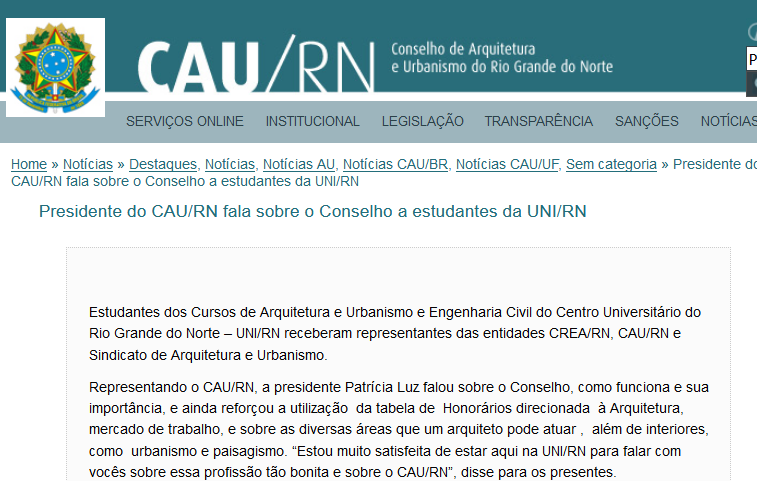 CAU/RN
Conselho de Arquitetura
e Urbanismo do Rio Grande do Norte
P
SERVIÇOS ONLINE INSTITUCIONAL LEGISLAÇÃO TRANSPARÊNCIA SANÇÕES NOTÍCIAS
Home » Notícias » Destaques, Notícias, Notícias AU, Notícias CAU/BR, Notícias CAU/UF, Sem categoria » Presidente do
CAU/RN fala sobre o Conselho a estudantes da UNI/RN
Presidente do CAU/RN fala sobre o Conselho a estudantes da UNI/RN
Estudantes dos Cursos de Arquitetura e Urbanismo e Engenharia Civil do Centro Universitário do
Rio Grande do Norte – UNI/RN receberam representantes das entidades CREA/RN, CAU/RN e
Sindicato de Arquitetura e Urbanismo.
Representando o CAU/RN, a presidente Patrícia Luz falou sobre o Conselho, como funciona e sua
importância, e ainda reforçou a utilização  da tabela de  Honorários direcionada  à Arquitetura,
mercado de trabalho, e sobre as diversas áreas que um arquiteto pode atuar ,  além de interiores,
como  urbanismo e paisagismo. “Estou muito satisfeita de estar aqui na UNI/RN para falar com
vocês sobre essa profissão tão bonita e sobre o CAU/RN”, disse para os presentes.